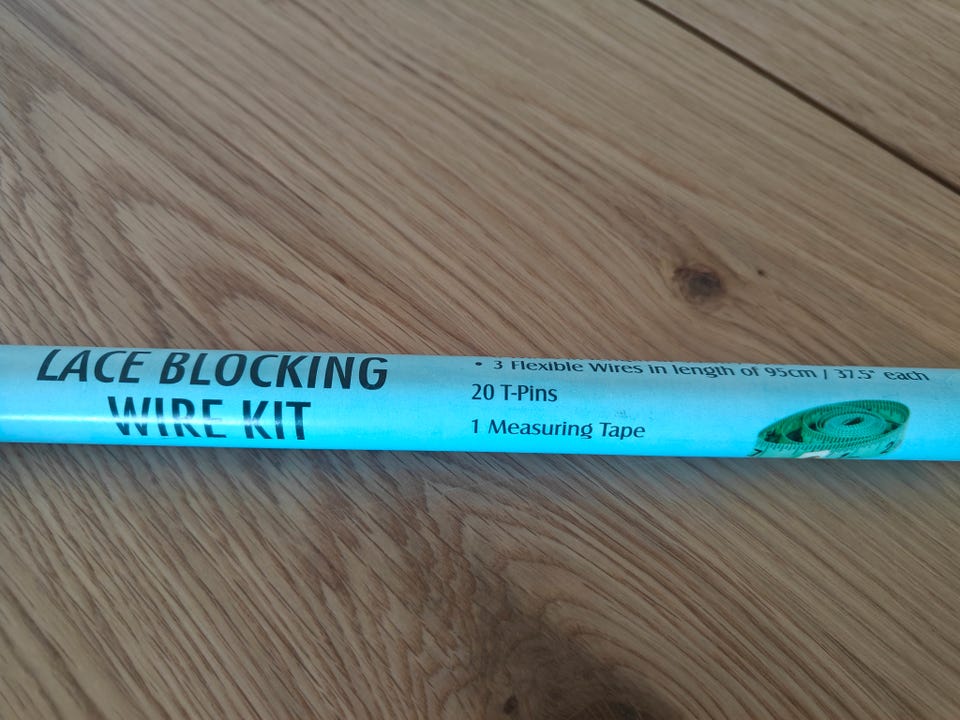 LACE BLOCKING
WIRE KIT
• 3 Flexible Wires in length of 95cm / 37.5" each
20 T-Pins
1 Measuring Tape